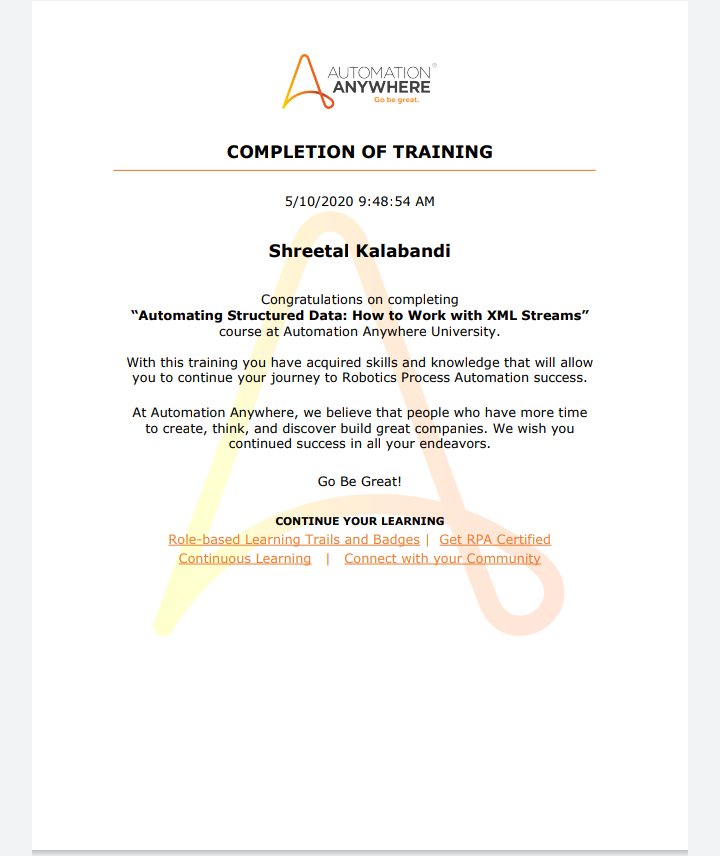 AUTOMATION®
ANYWHERE
Go be great.
COMPLETION OF TRAINING
5/10/2020 9:48:54 AM
Shreetal Kalabandi
Congratulations on completing
“Automating Structured Data: How to Work with XML Streams”
course at Automation Anywhere University.
With this training you have acquired skills and knowledge that will allow
you to continue your journey to Robotics Process Automation success.
At Automation Anywhere, we believe that people who have more time
to create, think, and discover build great companies. We wish you
continued success in all your endeavors.
Go Be Great!
CONTINUE YOUR LEARNING
Role-based Learning Trails and Badges | Get RPA Certified
Continuous Learning | Connect with your Community